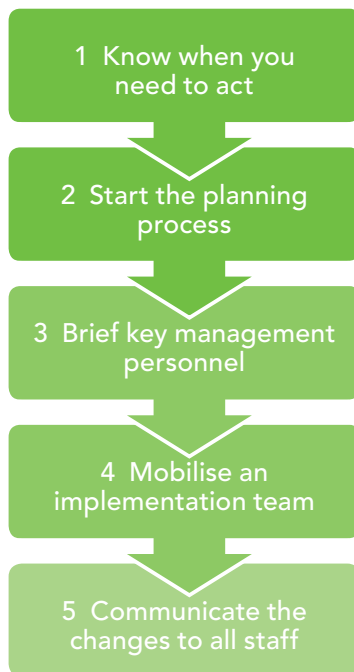 1 Know when you
need to act
2 Start the planning
process
3 Brief key management
personnel
4 Mobilise an
implementation team
5 Communicate the
changes to all staff